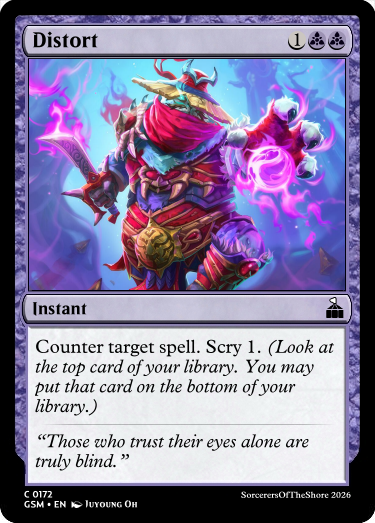 Distort 1
Instant
Counter target spell. Scry 1. (Look at
the top card of your library. You may
put that card on the bottom of your
library.)
“Those who trust their eyes alone are
truly blind.”
C 0172
GSM • EN Juyoung Oh
SorcerersOfTheShore 2026